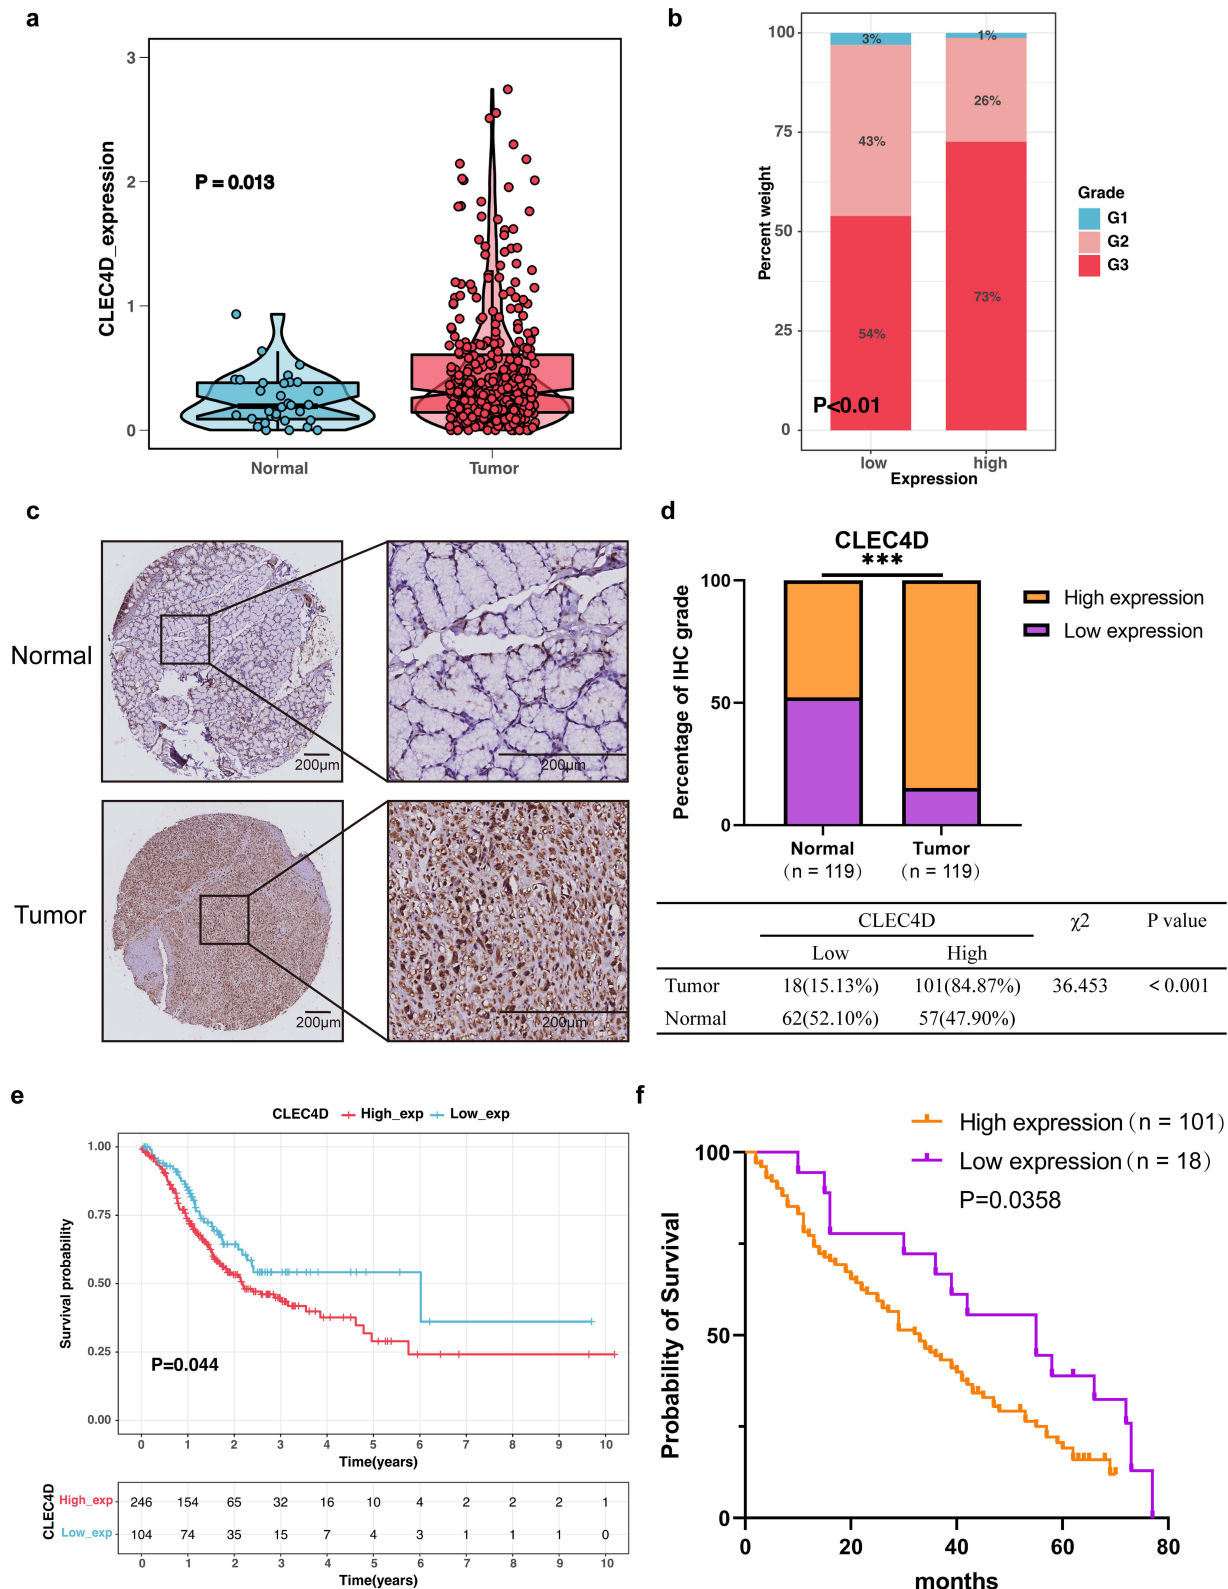 a
3
2
1
0
CLEC4D_expression
P = 0.013
Normal
Tumor
b
100
75
50
25
0
Percent weight
3%
1%
43%
26%
54%
73%
P<0.01
low
high
Expression
Grade
G1
G2
G3
c
Normal
200μm
200μm
Tumor
200μm
200μm
d
CLEC4D
***
100
50
0
Percentage of IHC grade
Normal
(n = 119)
Tumor
(n = 119)
High expression
Low expression
CLEC4D χ2 P value
Low High
Tumor 18(15.13%) 101(84.87%) 36.453 < 0.001
Normal 62(52.10%) 57(47.90%)
e
CLEC4D High_exp Low_exp
1.00
0.75
0.50
0.25
0.00
Survival probability
P=0.044
0 1 2 3 4 5 6 7 8 9 10
Time(years)
CLEC4D
High_exp 246 154 65 32 16 10 4 2 2 2 1
Low_exp 104 74 35 15 7 4 3 1 1 1 0
0 1 2 3 4 5 6 7 8 9 10
Time(years)
f
High expression (n = 101)
Low expression (n = 18)
P=0.0358
100
50
0
Probability of Survival
0 20 40 60 80
months